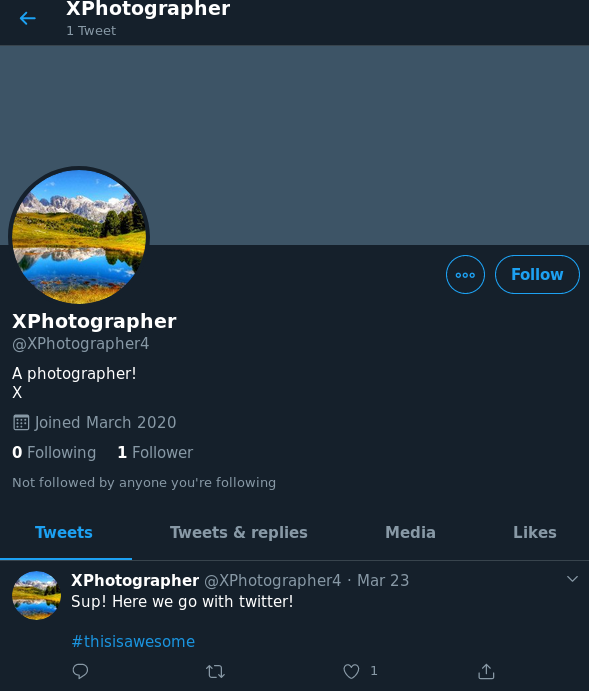 XPhotographer
1 Tweet
Follow
XPhotographer
@XPhotographer4
A photographer!
X
Joined March 2020
0 Following 1 Follower
Not followed by anyone you're following
Tweets Tweets & replies Media Likes
XPhotographer @XPhotographer4 · Mar 23
Sup! Here we go with twitter!
#thisisawesome
1